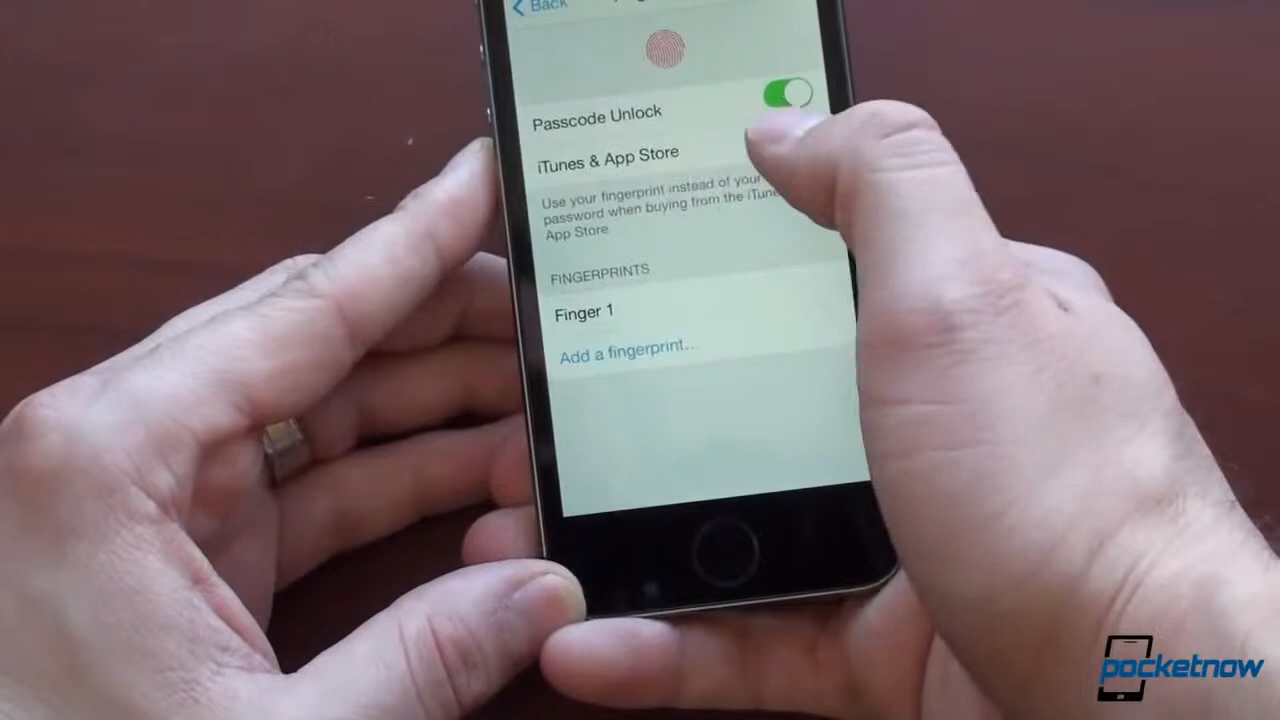 Back
Passcode Unlock
iTunes & App Store
Use your fingerprint instead of your
password when buying from the
App Store.
FINGERPRINTS
Finger 1
Add a fingerprint...
pocketnow